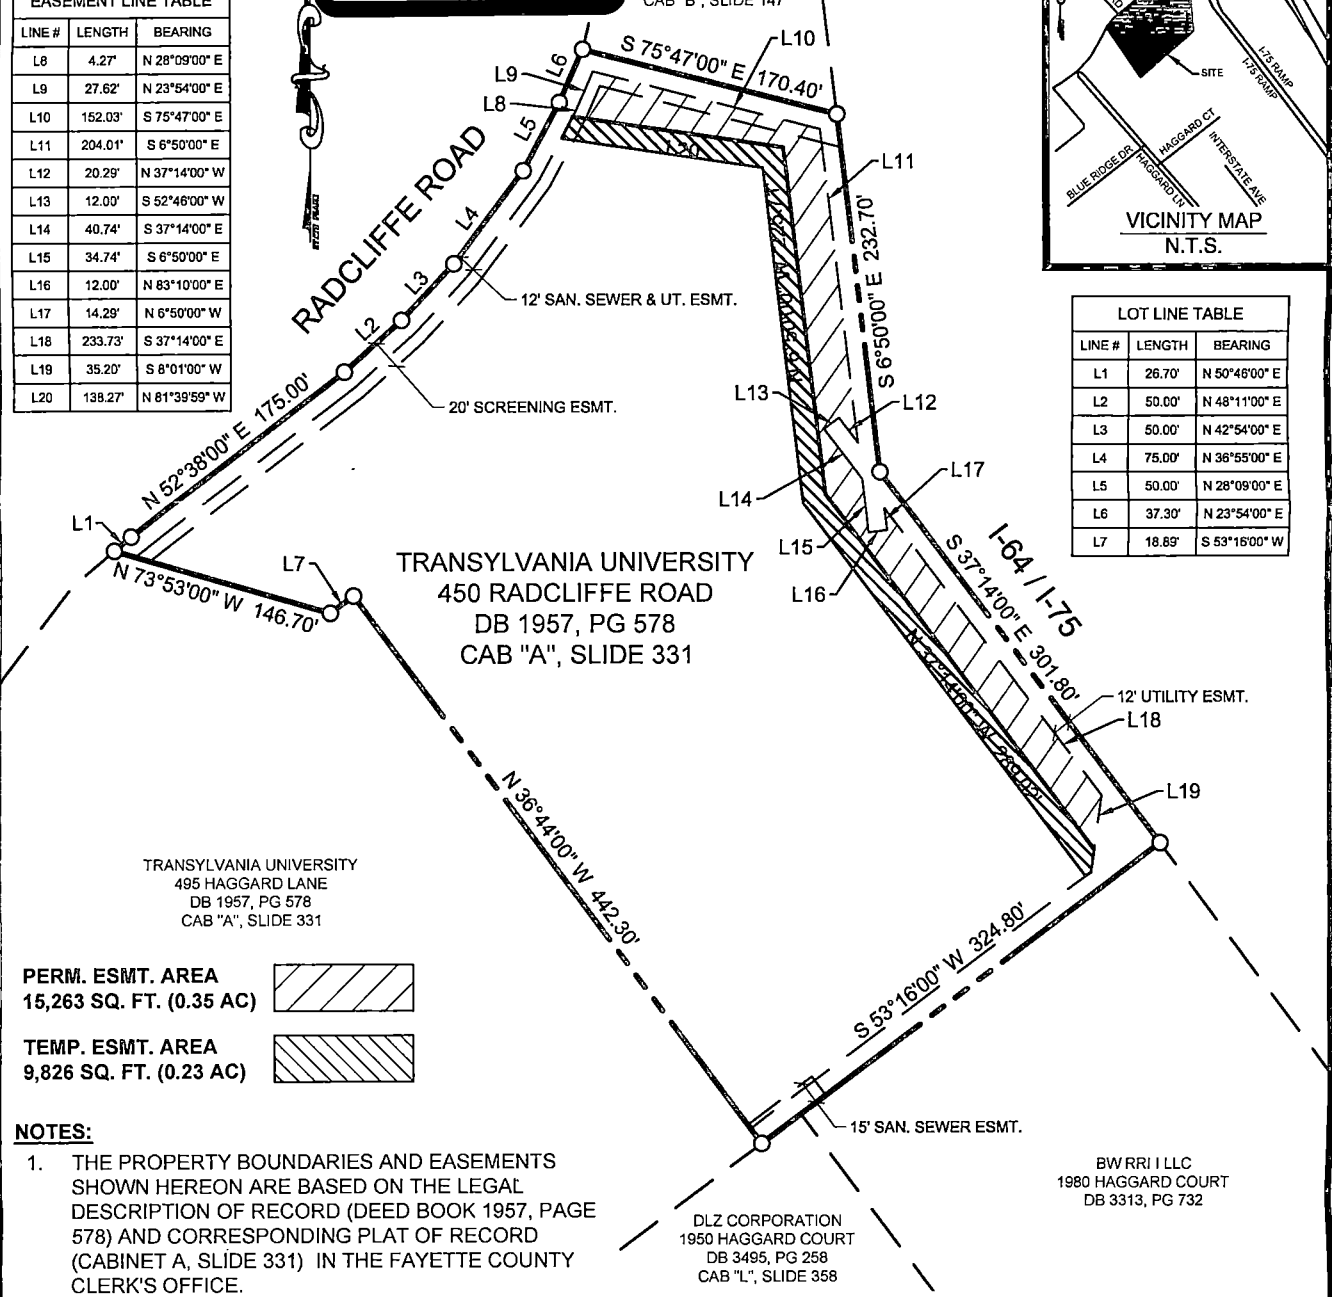 EASEMENT LINE TABLE
LINE # LENGTH BEARING
L8 4.27' N 28°09'00" E
L9 27.62' N 23°54'00" E
L10 152.03' S 75°47'00" E
L11 204.01' S 6°50'00" E
L12 20.29' N 37°14'00" W
L13 12.00' S 52°46'00" W
L14 40.74' S 37°14'00" E
L15 34.74' S 6°50'00" E
L16 12.00' N 83°10'00" E
L17 14.29' N 6°50'00" W
L18 233.73' S 37°14'00" E
L19 35.20' S 8°01'00" W
L20 138.27' N 81°39'59" W
CAB "B", SLIDE 147
S 75°47'00" E 170.40'
L10
L6
L9
L8
L5
L20
L11
RADCLIFFE ROAD
L4
S 6°50'00" E 232.70'
L3
12' SAN. SEWER & UT. ESMT.
L2
20' SCREENING ESMT.
L13
L12
N 52°38'00" E 175.00'
L14
L17
L1
L15
L16
L7
N 73°53'00" W 146.70'
TRANSYLVANIA UNIVERSITY
450 RADCLIFFE ROAD
DB 1957, PG 578
CAB "A", SLIDE 331
I-64 / I-75
S 37°14'00" E 301.80'
N 37°14'00" W 289.02'
12' UTILITY ESMT.
L18
L19
N 36°44'00" W 442.30'
S 53°16'00" W 324.80'
15' SAN. SEWER ESMT.
I-75 RAMP
I-75 RAMP
SITE
HAGGARD CT
BLUE RIDGE DR
HAGGARD LN
INTERSTATE AVE
VICINITY MAP
N.T.S.
LOT LINE TABLE
LINE # LENGTH BEARING
L1 26.70' N 50°46'00" E
L2 50.00' N 48°11'00" E
L3 50.00' N 42°54'00" E
L4 75.00' N 36°55'00" E
L5 50.00' N 28°09'00" E
L6 37.30' N 23°54'00" E
L7 18.89' S 53°16'00" W
TRANSYLVANIA UNIVERSITY
495 HAGGARD LANE
DB 1957, PG 578
CAB "A", SLIDE 331
PERM. ESMT. AREA
15,263 SQ. FT. (0.35 AC)
TEMP. ESMT. AREA
9,826 SQ. FT. (0.23 AC)
NOTES:
1. THE PROPERTY BOUNDARIES AND EASEMENTS
SHOWN HEREON ARE BASED ON THE LEGAL
DESCRIPTION OF RECORD (DEED BOOK 1957, PAGE
578) AND CORRESPONDING PLAT OF RECORD
(CABINET A, SLIDE 331) IN THE FAYETTE COUNTY
CLERK'S OFFICE.
DLZ CORPORATION
1950 HAGGARD COURT
DB 3495, PG 258
CAB "L", SLIDE 358
BW RRI I LLC
1980 HAGGARD COURT
DB 3313, PG 732